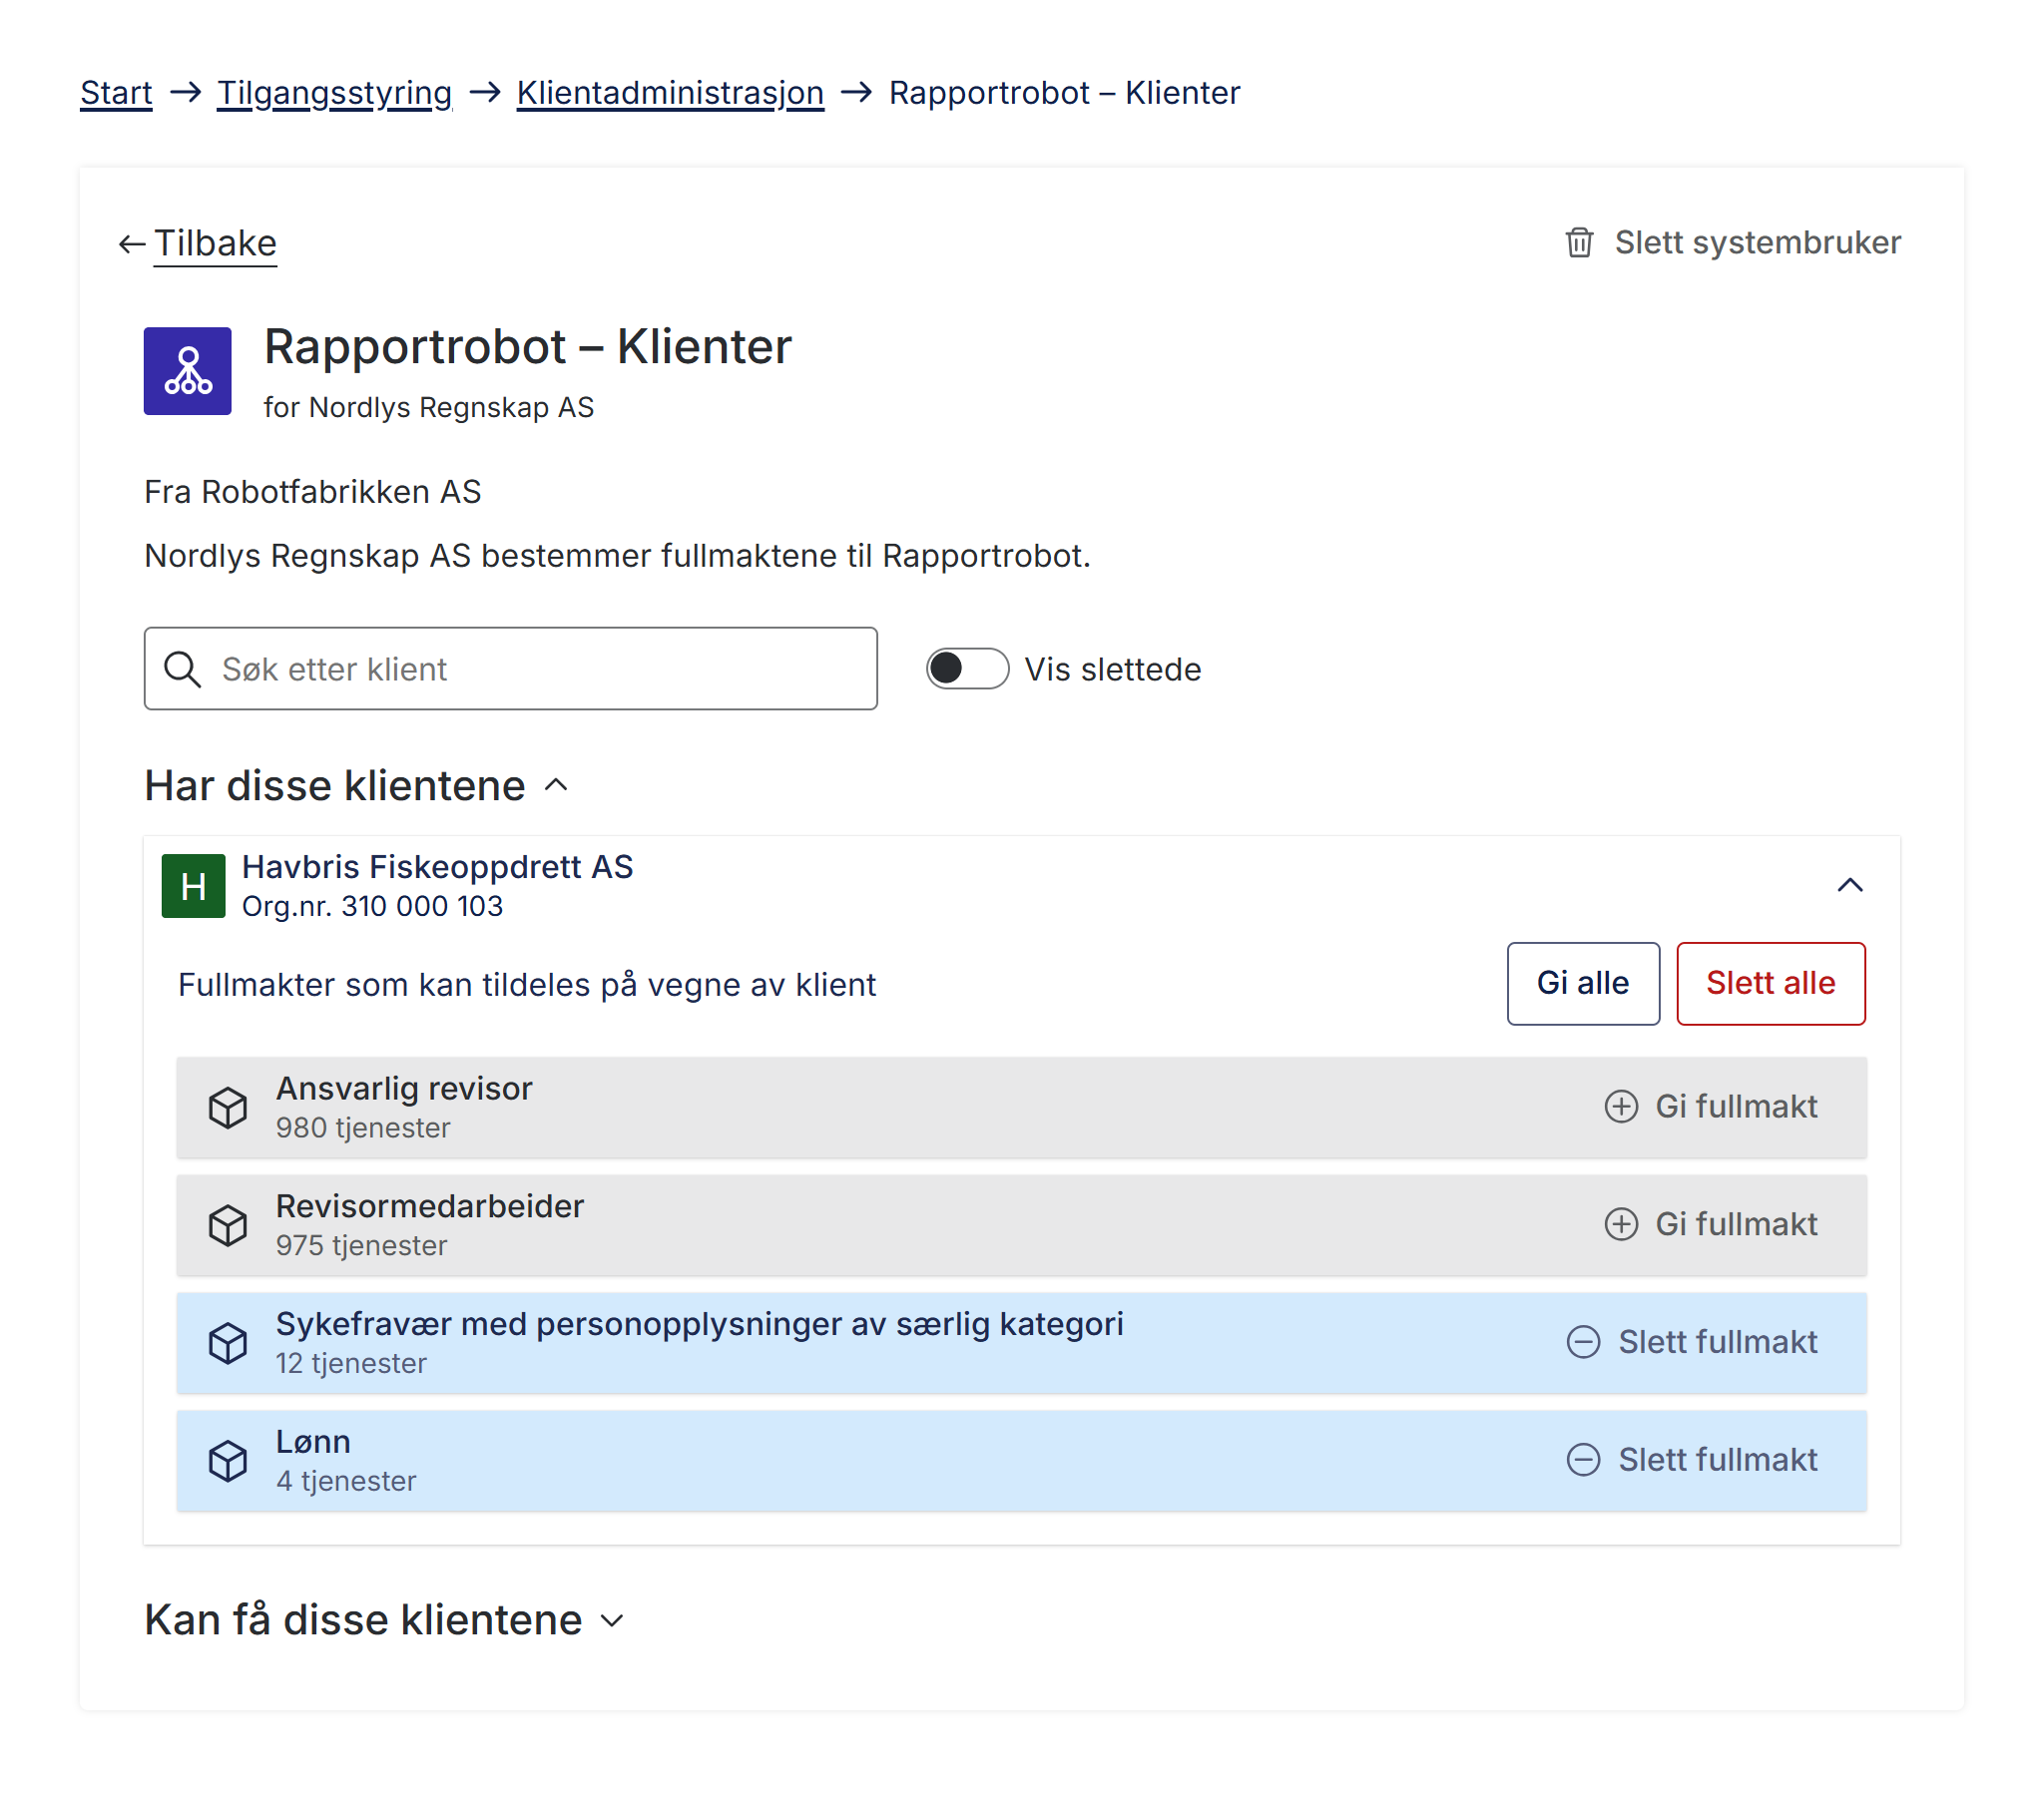 Start → Tilgangsstyring → Klientadministrasjon → Rapportrobot – Klienter
← Tilbake
Slett systembruker
Rapportrobot – Klienter
for Nordlys Regnskap AS
Fra Robotfabrikken AS
Nordlys Regnskap AS bestemmer fullmaktene til Rapportrobot.
Søk etter klient
Vis slettede
Har disse klientene
H
Havbris Fiskeoppdrett AS
Org.nr. 310 000 103
Fullmakter som kan tildeles på vegne av klient
Gi alle
Slett alle
Ansvarlig revisor
980 tjenester
Gi fullmakt
Revisormedarbeider
975 tjenester
Gi fullmakt
Sykefravær med personopplysninger av særlig kategori
12 tjenester
Slett fullmakt
Lønn
4 tjenester
Slett fullmakt
Kan få disse klientene